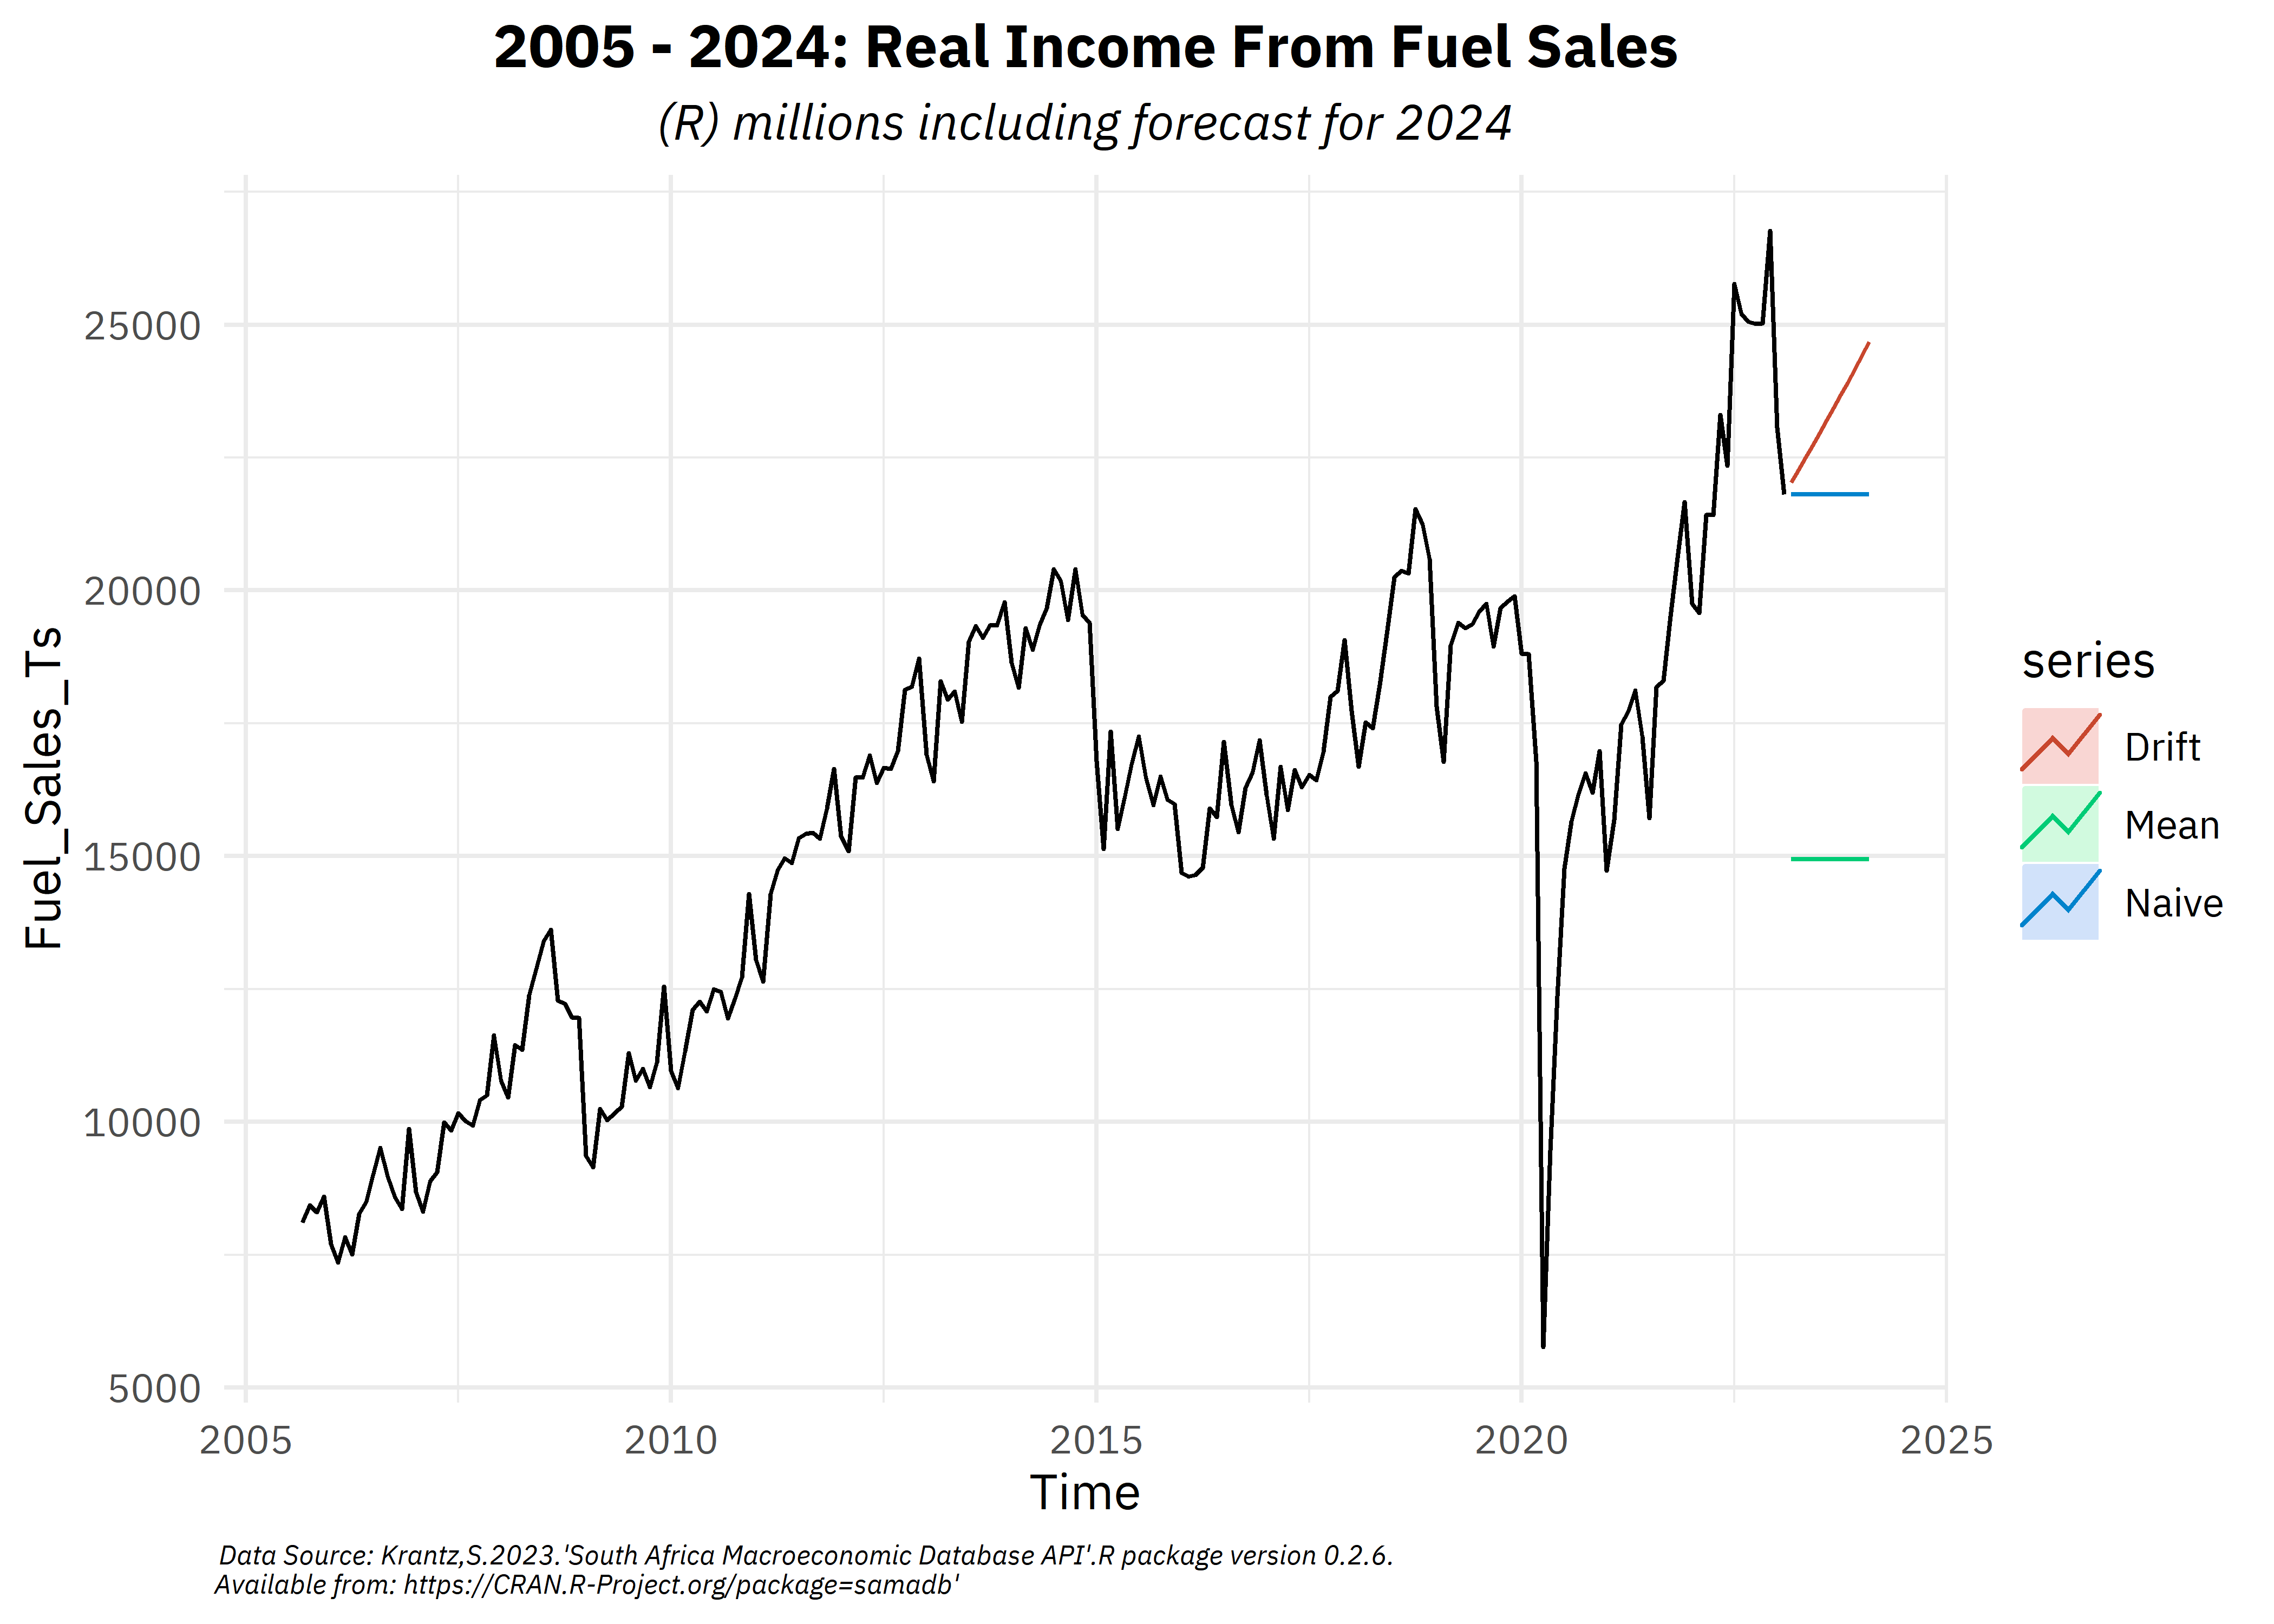 2005 - 2024: Real Income From Fuel Sales
(R) millions including forecast for 2024
Fuel_Sales_Ts
25000
20000
15000
10000
5000
2005
2010
2015
2020
2025
Time
series
Drift
Mean
Naive
Data Source: Krantz,S.2023.'South Africa Macroeconomic Database API'.R package version 0.2.6.
Available from: https://CRAN.R-Project.org/package=samadb'